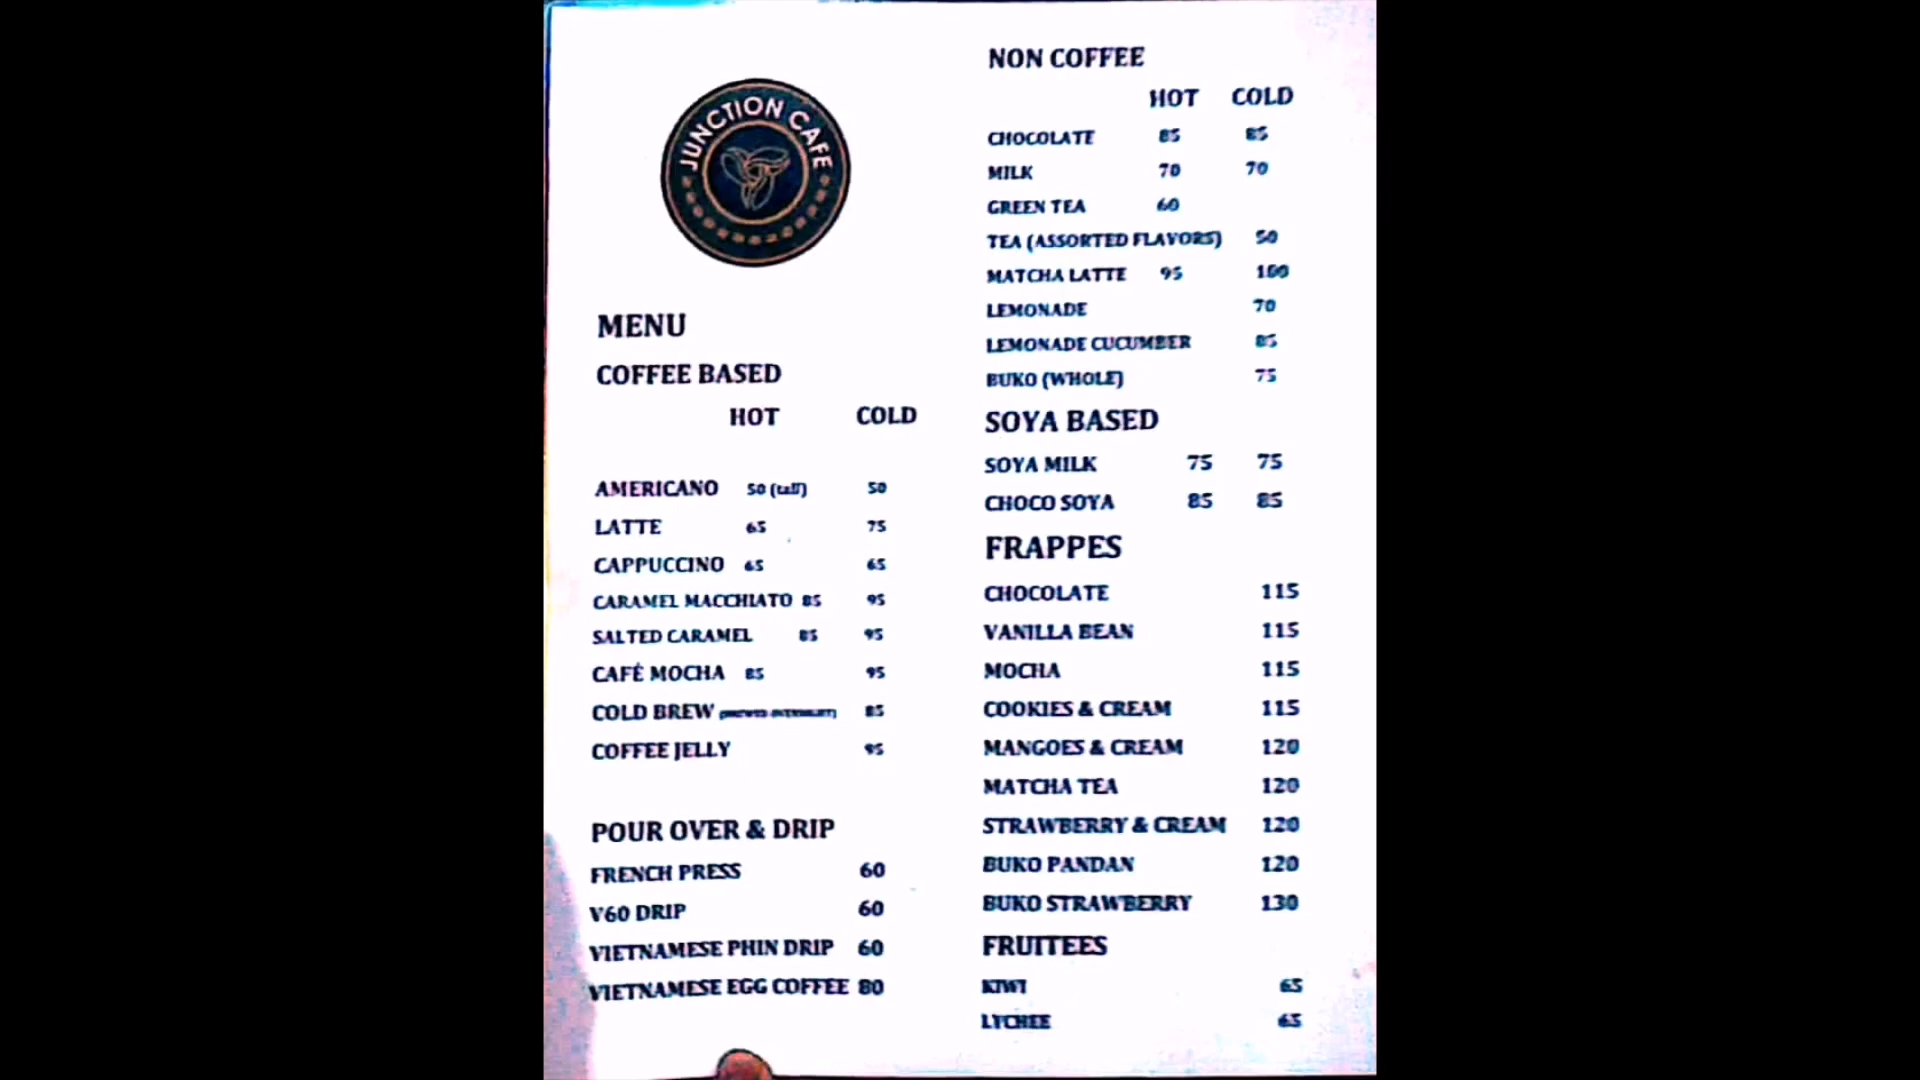 JUNCTION CAFE
MENU
COFFEE BASED
HOT COLD
AMERICANO 50 (tall) 50
LATTE 65 75
CAPPUCCINO 65 65
CARAMEL MACCHIATO 85 95
SALTED CARAMEL 85 95
CAFÉ MOCHA 85 95
COLD BREW 85
COFFEE JELLY 95
POUR OVER & DRIP
FRENCH PRESS 60
V60 DRIP 60
VIETNAMESE PHIN DRIP 60
VIETNAMESE EGG COFFEE 80
NON COFFEE
HOT COLD
CHOCOLATE 85 85
MILK 70 70
GREEN TEA 60
TEA (ASSORTED FLAVORS) 50
MATCHA LATTE 95 100
LEMONADE 70
LEMONADE CUCUMBER 85
BUKO (WHOLE) 75
SOYA BASED
SOYA MILK 75 75
CHOCO SOYA 85 85
FRAPPES
CHOCOLATE 115
VANILLA BEAN 115
MOCHA 115
COOKIES & CREAM 115
MANGOES & CREAM 120
MATCHA TEA 120
STRAWBERRY & CREAM 120
BUKO PANDAN 120
BUKO STRAWBERRY 130
FRUITEES
KIWI 65
LYCHEE 65